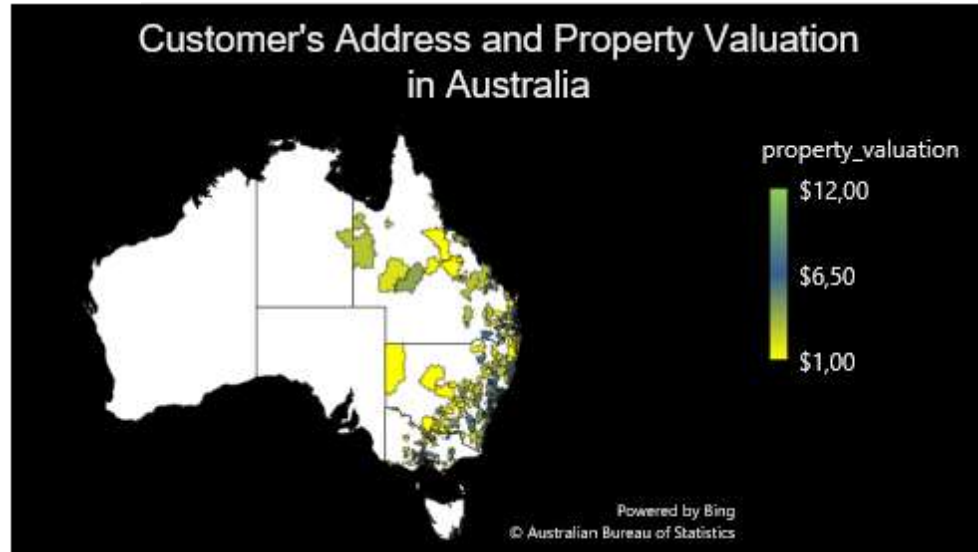 Customer's Address and Property Valuation
in Australia
property_valuation
$12,00
$6,50
$1,00
Powered by Bing
© Australian Bureau of Statistics